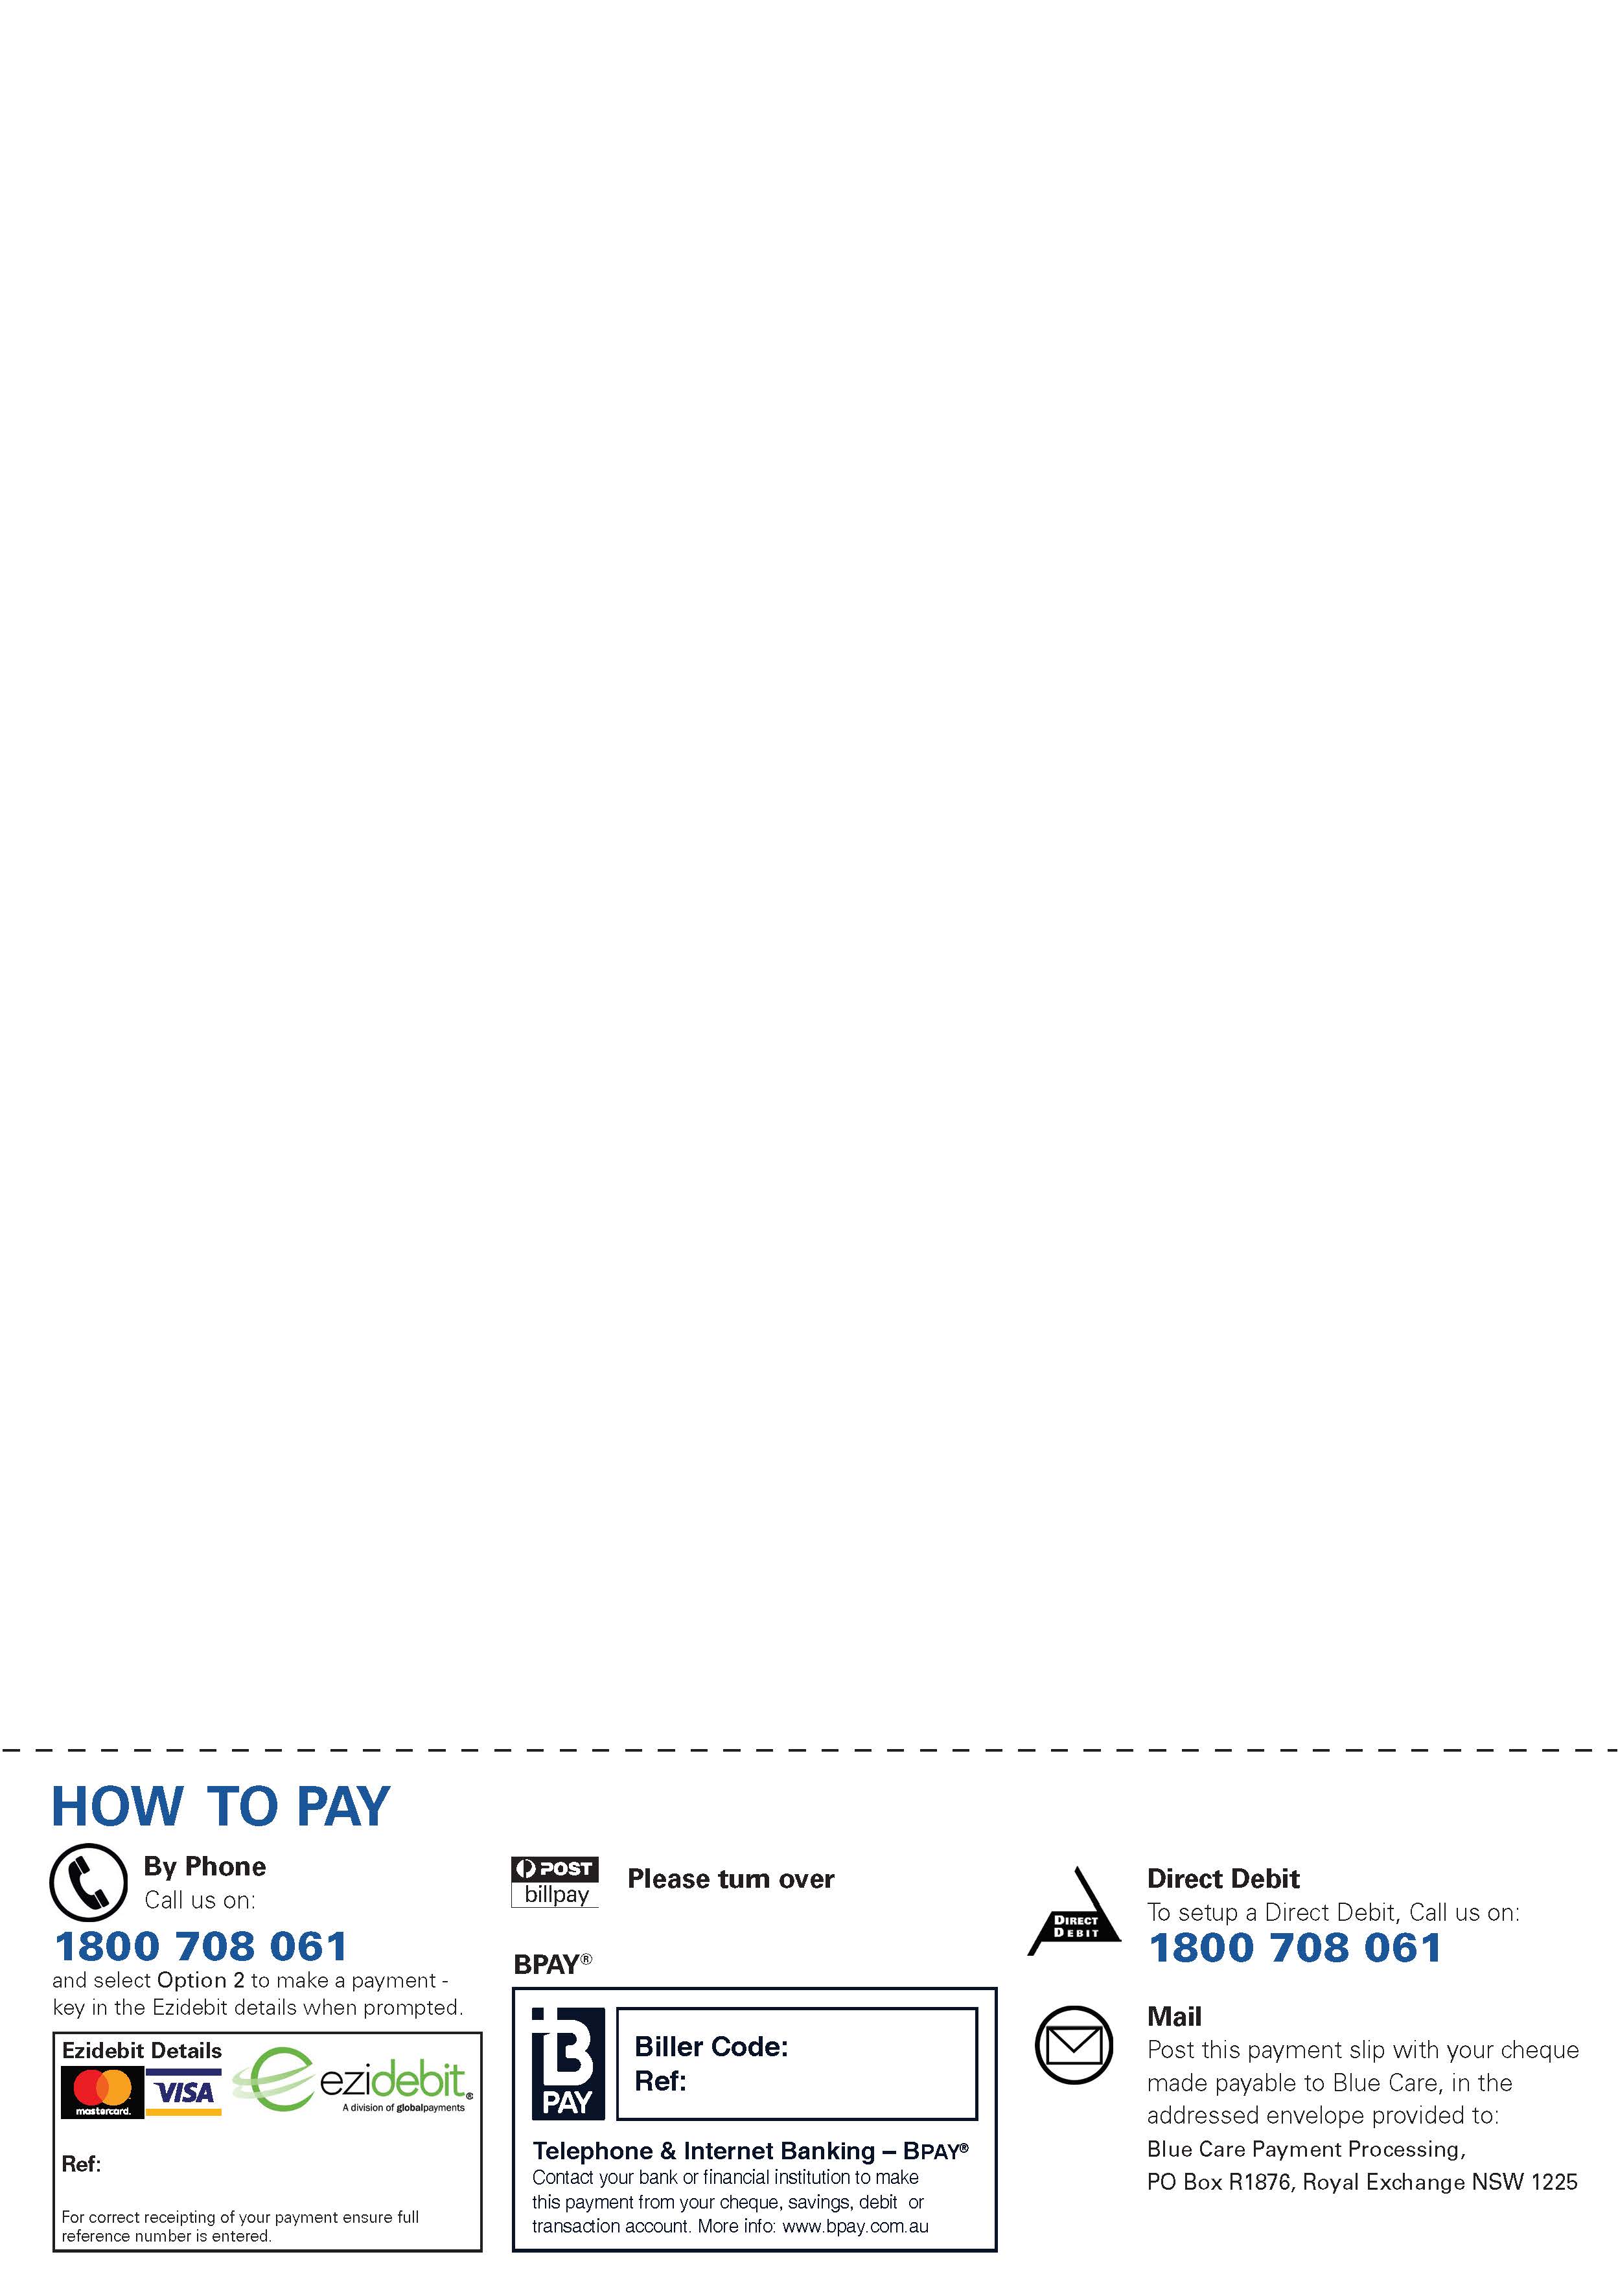 HOW TO PAY
By Phone
Call us on:
1800 708 061
and select Option 2 to make a payment -
key in the Ezidebit details when prompted.
Ezidebit Details
mastercard.
VISA
ezidebit®
A division of globalpayments
Ref:
For correct receipting of your payment ensure full
reference number is entered.
POST
billpay
Please turn over
BPAY®
B
PAY
Biller Code:
Ref:
Telephone & Internet Banking – BPAY®
Contact your bank or financial institution to make
this payment from your cheque, savings, debit or
transaction account. More info: www.bpay.com.au
DIRECT
DEBIT
Direct Debit
To setup a Direct Debit, Call us on:
1800 708 061
Mail
Post this payment slip with your cheque
made payable to Blue Care, in the
addressed envelope provided to:
Blue Care Payment Processing,
PO Box R1876, Royal Exchange NSW 1225